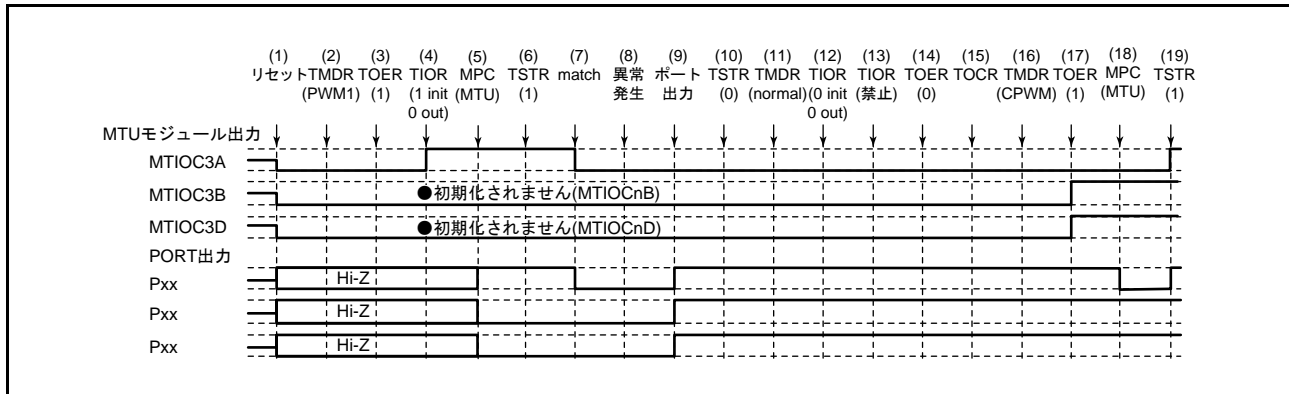 (1) (2) (3) (4) (5) (6) (7) (8) (9) (10) (11) (12) (13) (14) (15) (16) (17) (18) (19)
リセット TMDR TOER TIOR MPC TSTR match 異常 ポート TSTR TMDR TIOR TIOR TOER TOCR TMDR TOER MPC TSTR
(PWM1) (1) (1 init (MTU) (1) 発生 出力 (0) (normal) (0 init (禁止) (0) (CPWM) (1) (MTU) (1)
0 out) 0 out)
MTUモジュール出力
MTIOC3A
MTIOC3B ●初期化されません(MTIOCnB)
MTIOC3D ●初期化されません(MTIOCnD)
PORT出力
Pxx Hi-Z
Pxx Hi-Z
Pxx Hi-Z